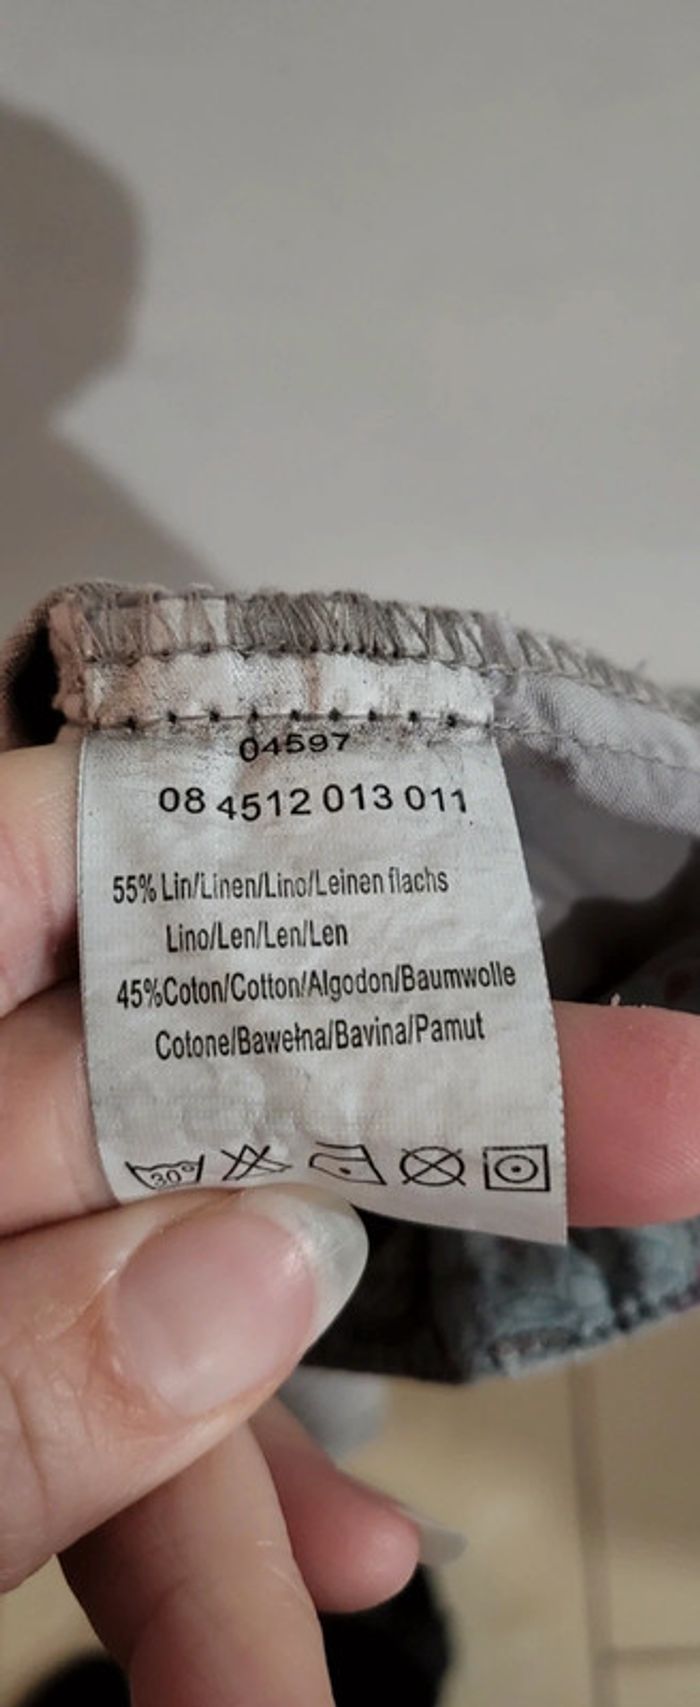 04597
08 4512 013 011
55% Lin/Linen/Lino/Leinen flachs
Lino/Len/Len/Len
45%Coton/Cotton/Algodon/Baumwolle
Cotone/Bawełna/Bavina/Pamut
30°